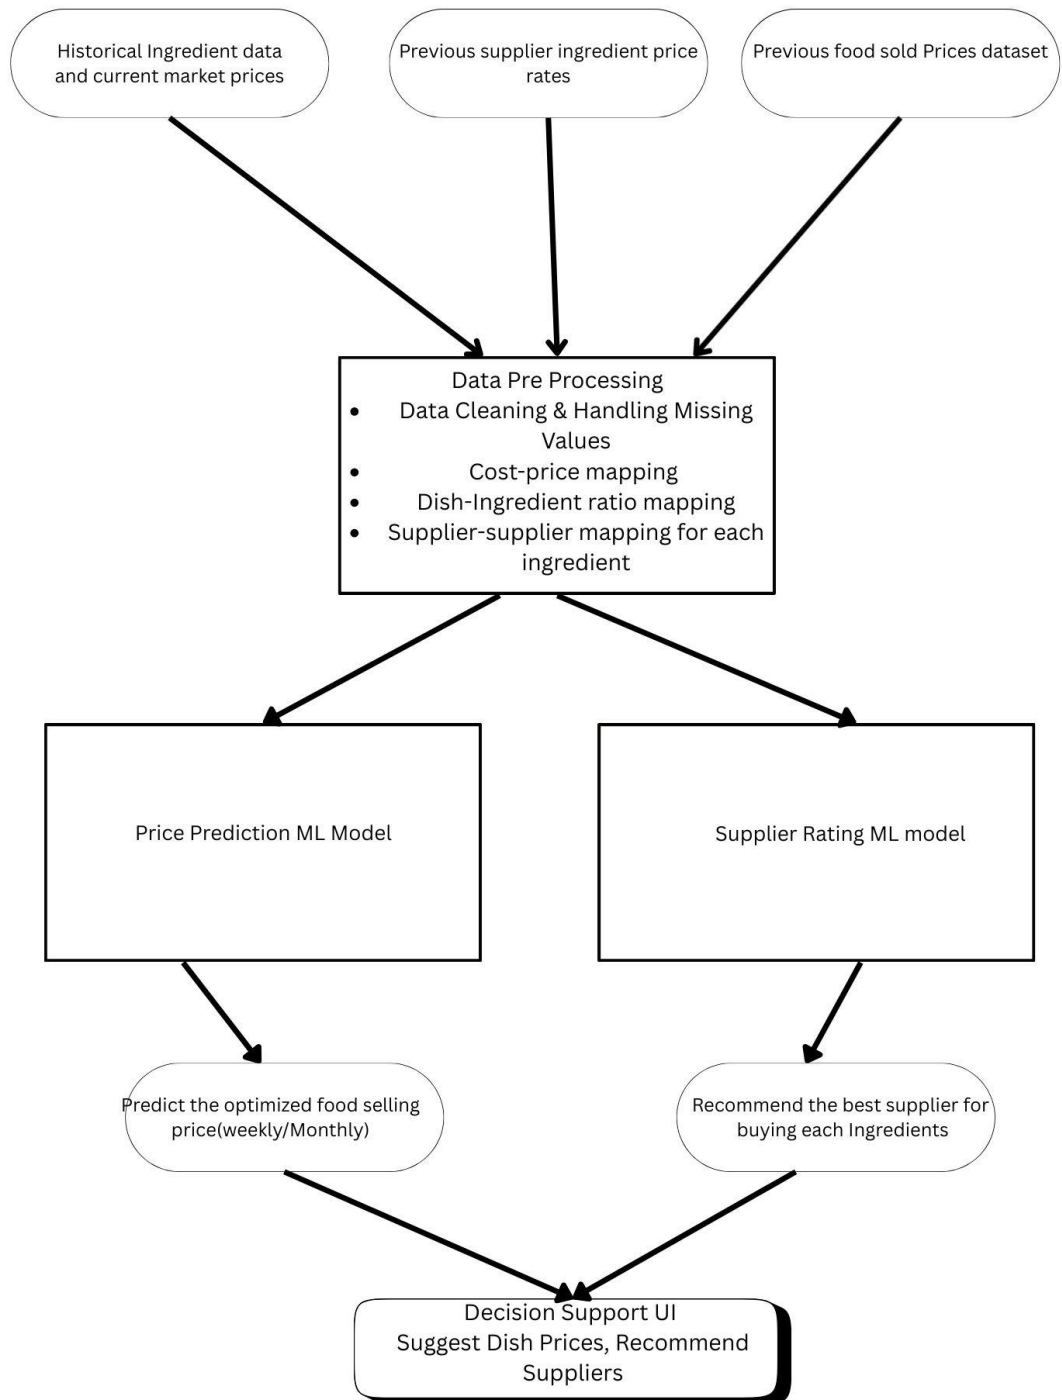 Historical Ingredient data
and current market prices
Previous supplier ingredient price
rates
Previous food sold Prices dataset
Data Pre Processing
• Data Cleaning & Handling Missing
Values
• Cost-price mapping
• Dish-Ingredient ratio mapping
• Supplier-supplier mapping for each
ingredient
Price Prediction ML Model
Supplier Rating ML model
Predict the optimized food selling
price(weekly/Monthly)
Recommend the best supplier for
buying each Ingredients
Decision Support UI
Suggest Dish Prices, Recommend
Suppliers